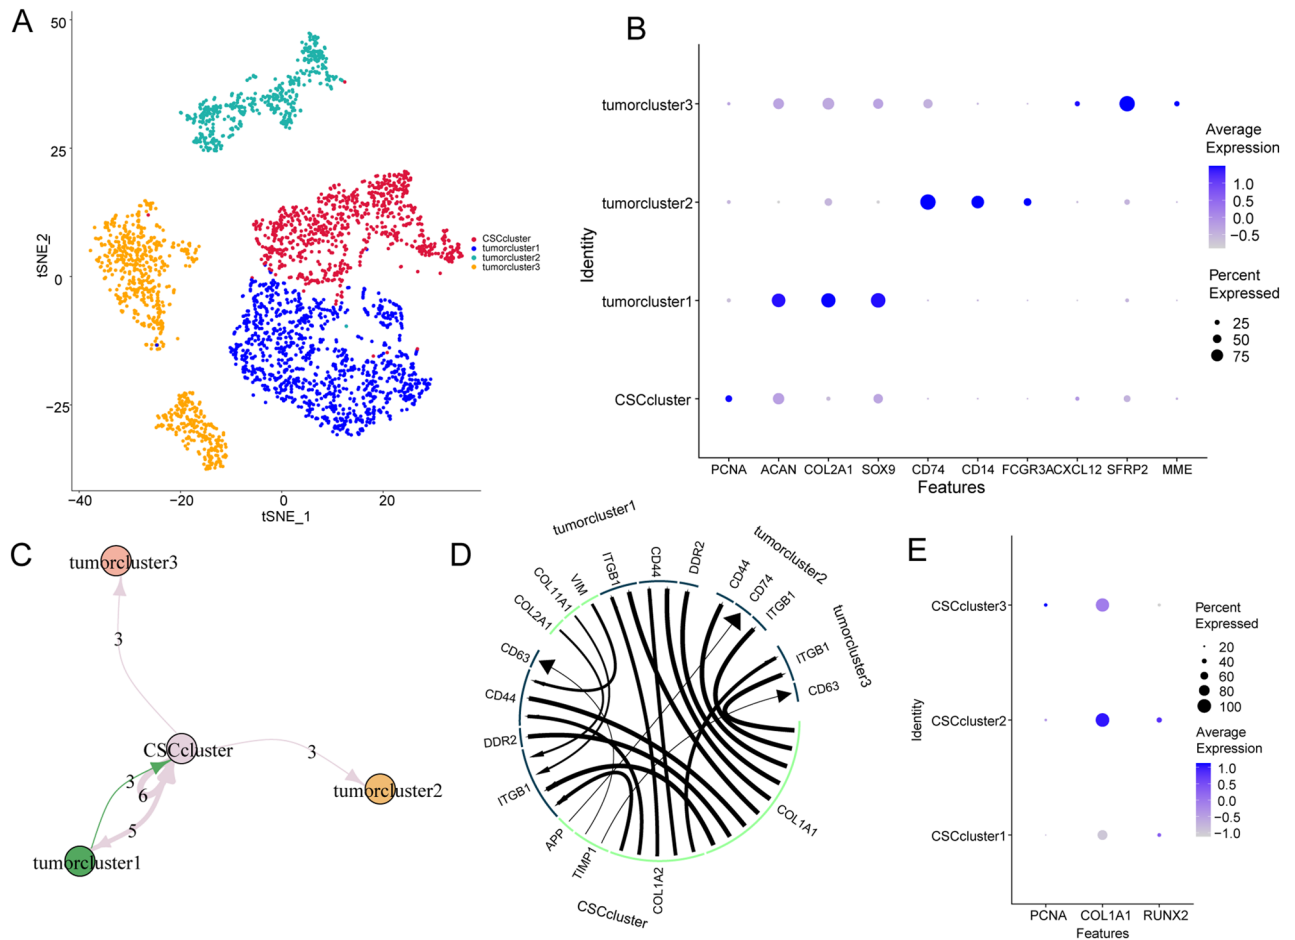 A
50
25
0
−25
tSNE_2
−40
−20
0
20
tSNE_1
CSCcluster
tumorcluster1
tumorcluster2
tumorcluster3
B
tumorcluster3
tumorcluster2
tumorcluster1
CSCcluster
Identity
PCNA ACAN COL2A1 SOX9 CD74 CD14 FCGR3A CXCL12 SFRP2 MME
Features
Average
Expression
1.0
0.5
0.0
−0.5
Percent
Expressed
25
50
75
C
tumorcluster3
3
CSCcluster
3
tumorcluster2
3
6
5
tumorcluster1
D
tumorcluster1
tumorcluster2
tumorcluster3
CSCcluster
COL2A1
COL11A1
VIM
ITGB1
CD44
DDR2
CD44
CD74
ITGB1
ITGB1
CD63
COL1A1
COL1A2
TIMP1
APP
ITGB1
DDR2
CD44
CD63
E
CSCcluster3
CSCcluster2
CSCcluster1
Identity
PCNA COL1A1 RUNX2
Features
Percent
Expressed
20
40
60
80
100
Average
Expression
1.0
0.5
0.0
−0.5
−1.0